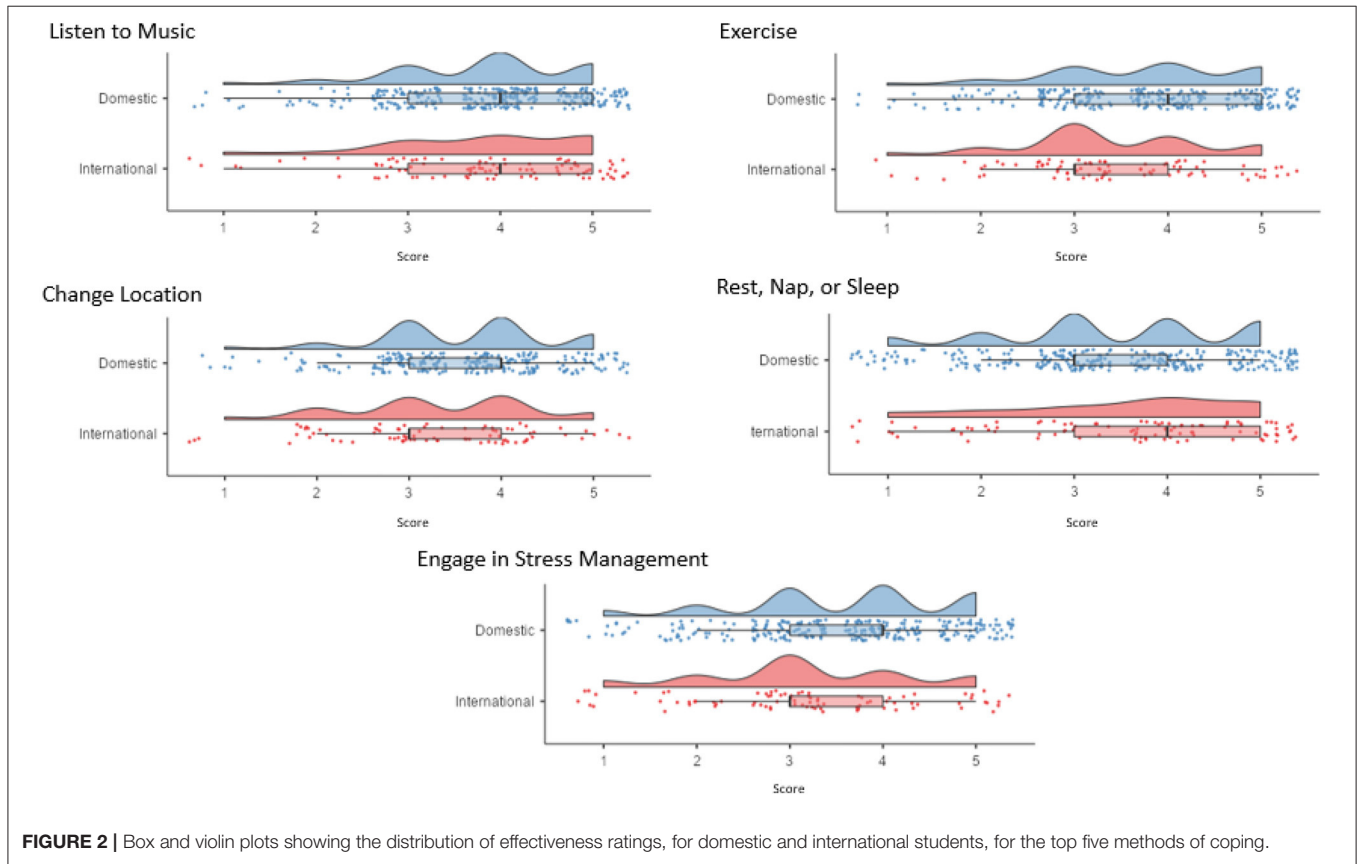 Listen to Music
Domestic
International
1 2 3 4 5
Score
Exercise
Domestic
International
1 2 3 4 5
Score
Change Location
Domestic
International
1 2 3 4 5
Score
Rest, Nap, or Sleep
Domestic
ternational
1 2 3 4 5
Score
Engage in Stress Management
Domestic
International
1 2 3 4 5
Score
FIGURE 2 | Box and violin plots showing the distribution of effectiveness ratings, for domestic and international students, for the top five methods of coping.